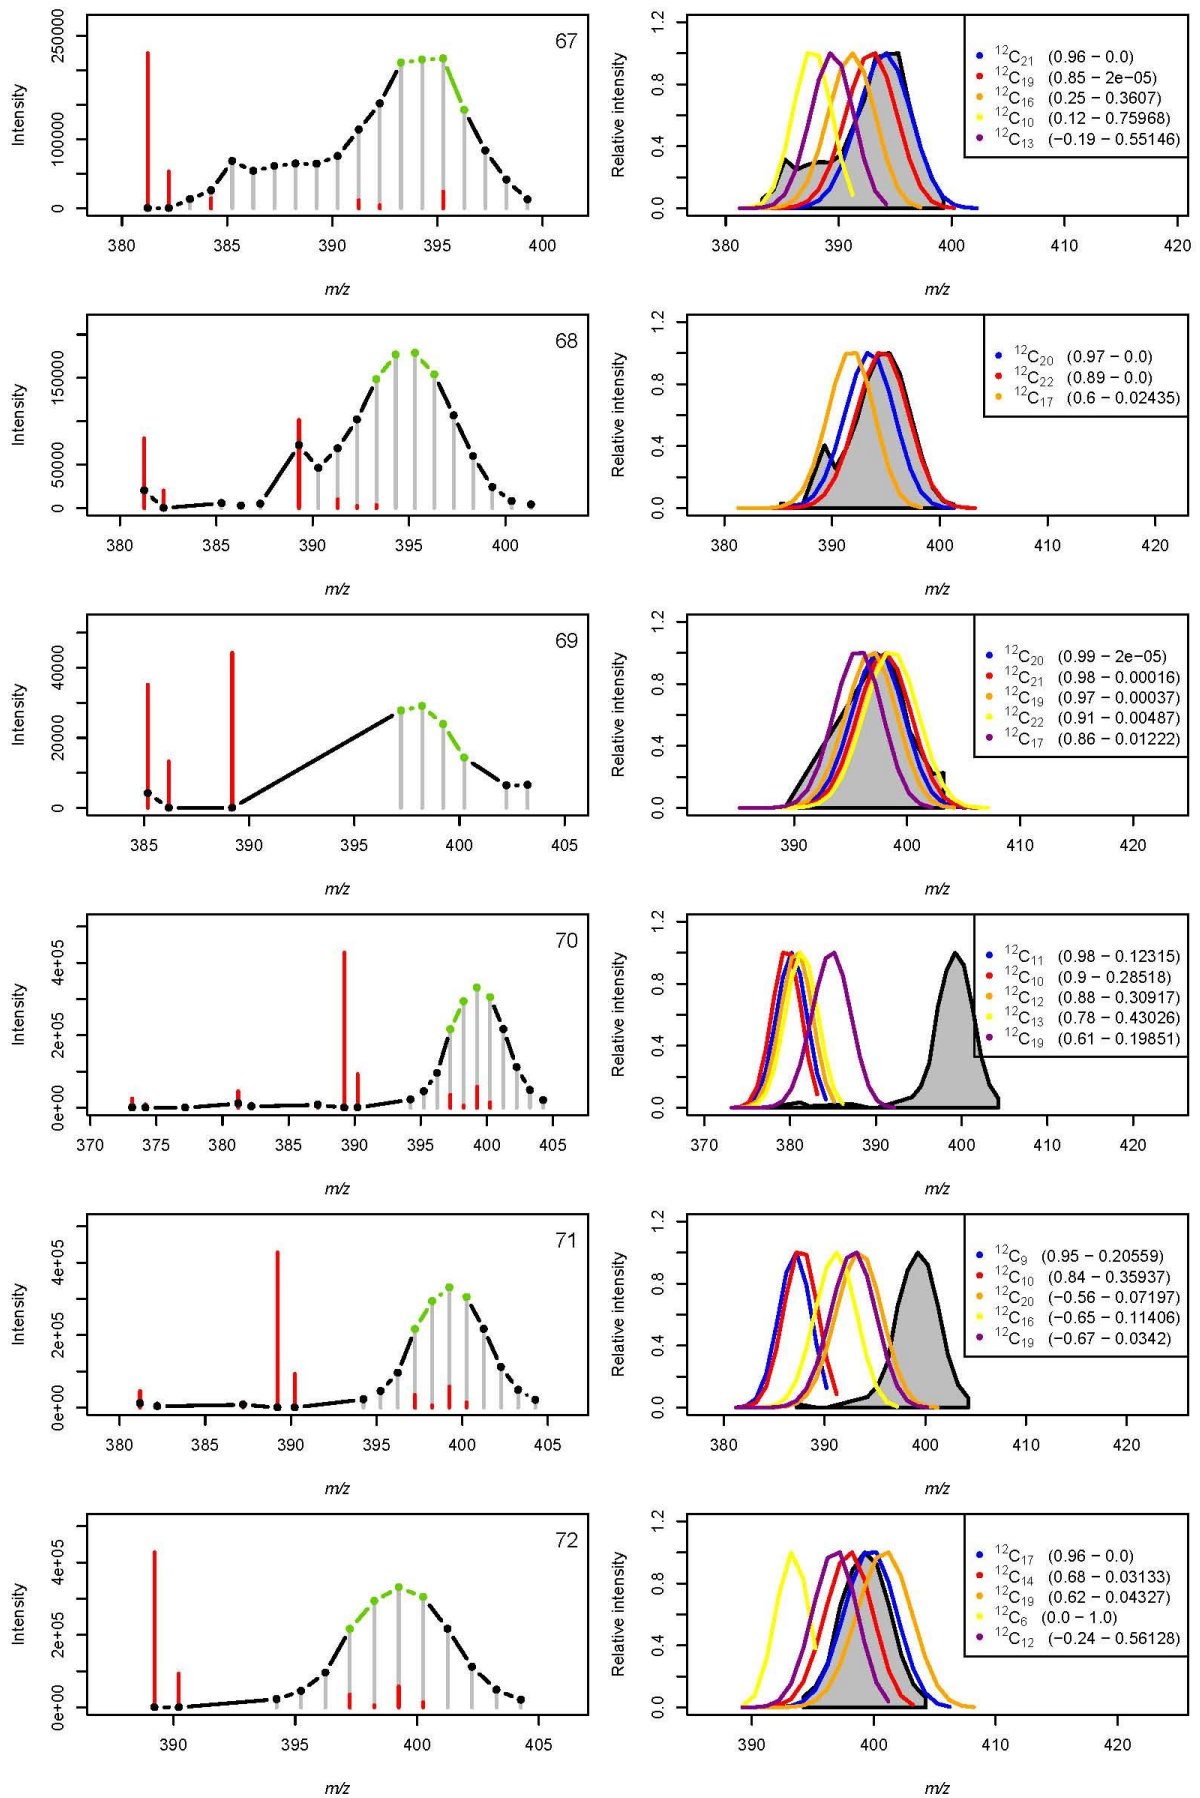 67
Intensity
0 100000 250000
380 385 390 395 400
m/z
Relative intensity
0.0 0.4 0.8 1.2
380 390 400 410 420
m/z
¹²C₂₁ (0.96 − 0.0)
¹²C₁₉ (0.85 − 2e−05)
¹²C₁₆ (0.25 − 0.3607)
¹²C₁₀ (0.12 − 0.75968)
¹²C₁₃ (−0.19 − 0.55146)
68
Intensity
0 50000 150000
380 385 390 395 400
m/z
Relative intensity
0.0 0.4 0.8 1.2
380 390 400 410 420
m/z
¹²C₂₀ (0.97 − 0.0)
¹²C₂₂ (0.89 − 0.0)
¹²C₁₇ (0.6 − 0.02435)
69
Intensity
0 20000 40000
385 390 395 400 405
m/z
Relative intensity
0.0 0.4 0.8 1.2
390 400 410 420
m/z
¹²C₂₀ (0.99 − 2e−05)
¹²C₂₁ (0.98 − 0.00016)
¹²C₁₉ (0.97 − 0.00037)
¹²C₂₂ (0.91 − 0.00487)
¹²C₁₇ (0.86 − 0.01222)
70
Intensity
0e+00 2e+05 4e+05
370 375 380 385 390 395 400 405
m/z
Relative intensity
0.0 0.4 0.8 1.2
370 380 390 400 410 420
m/z
¹²C₁₁ (0.98 − 0.12315)
¹²C₁₀ (0.9 − 0.28518)
¹²C₁₂ (0.88 − 0.30917)
¹²C₁₃ (0.78 − 0.43026)
¹²C₁₉ (0.61 − 0.19851)
71
Intensity
0e+00 2e+05 4e+05
380 385 390 395 400 405
m/z
Relative intensity
0.0 0.4 0.8 1.2
380 390 400 410 420
m/z
¹²C₉ (0.95 − 0.20559)
¹²C₁₀ (0.84 − 0.35937)
¹²C₂₀ (−0.56 − 0.07197)
¹²C₁₆ (−0.65 − 0.11406)
¹²C₁₉ (−0.67 − 0.0342)
72
Intensity
0e+00 2e+05 4e+05
390 395 400 405
m/z
Relative intensity
0.0 0.4 0.8 1.2
390 400 410 420
m/z
¹²C₁₇ (0.96 − 0.0)
¹²C₁₄ (0.68 − 0.03133)
¹²C₁₉ (0.62 − 0.04327)
¹²C₆ (0.0 − 1.0)
¹²C₁₂ (−0.24 − 0.56128)